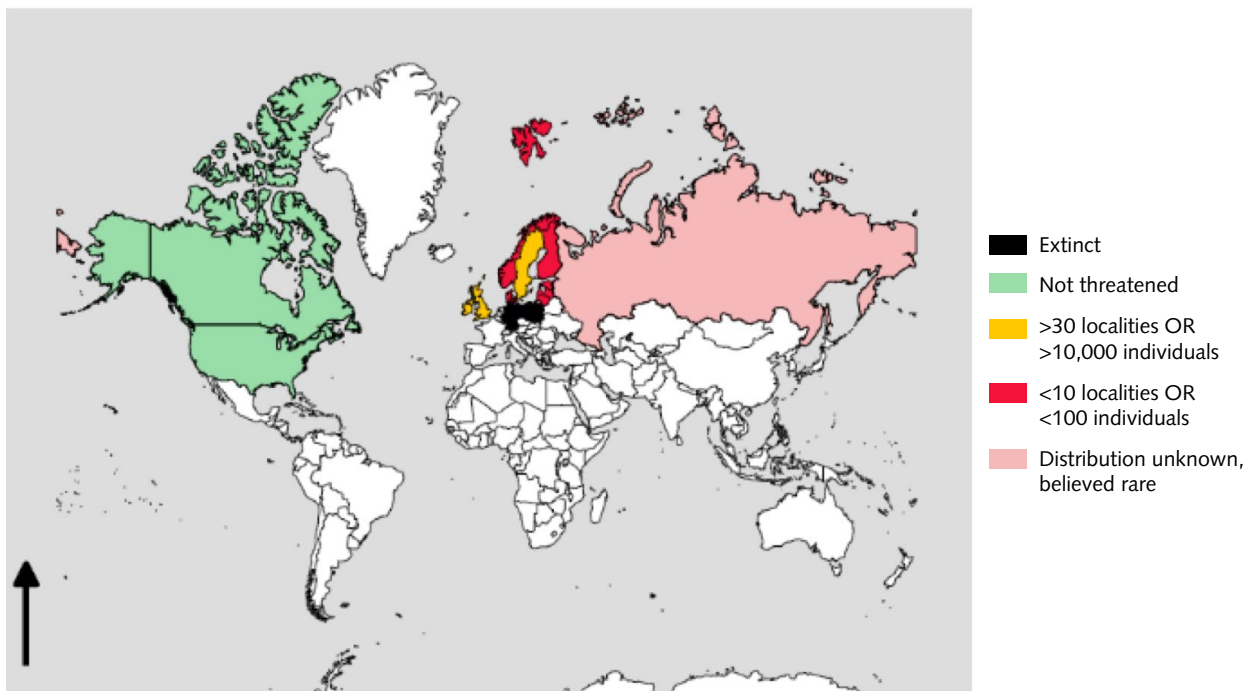 Extinct
Not threatened
>30 localities OR
>10,000 individuals
<10 localities OR
<100 individuals
Distribution unknown,
believed rare